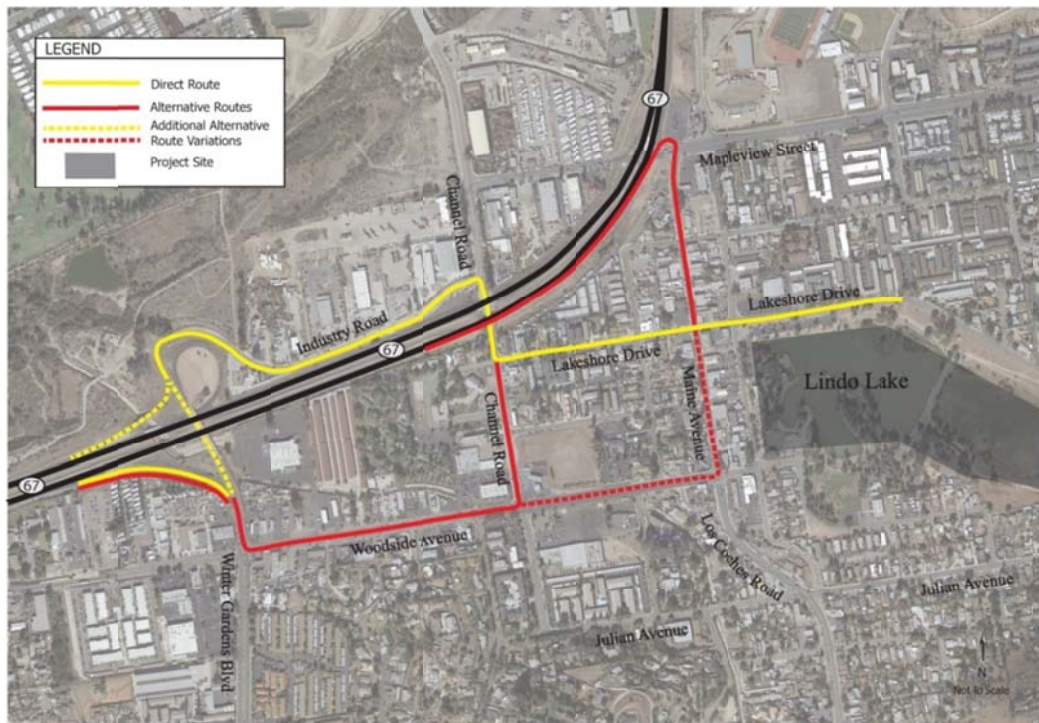 LEGEND
Direct Route
Alternative Routes
Additional Alternative
Route Variations
Project Site
67
Mapleview Street
Channel Road
Industry Road
Lakeshore Drive
67
Lakeshore Drive
Lindo Lake
Maine Avenue
Channel Road
67
Woodside Avenue
Los Coches Road
Winter Gardens Blvd
Julian Avenue
Julian Avenue
N
Not To Scale